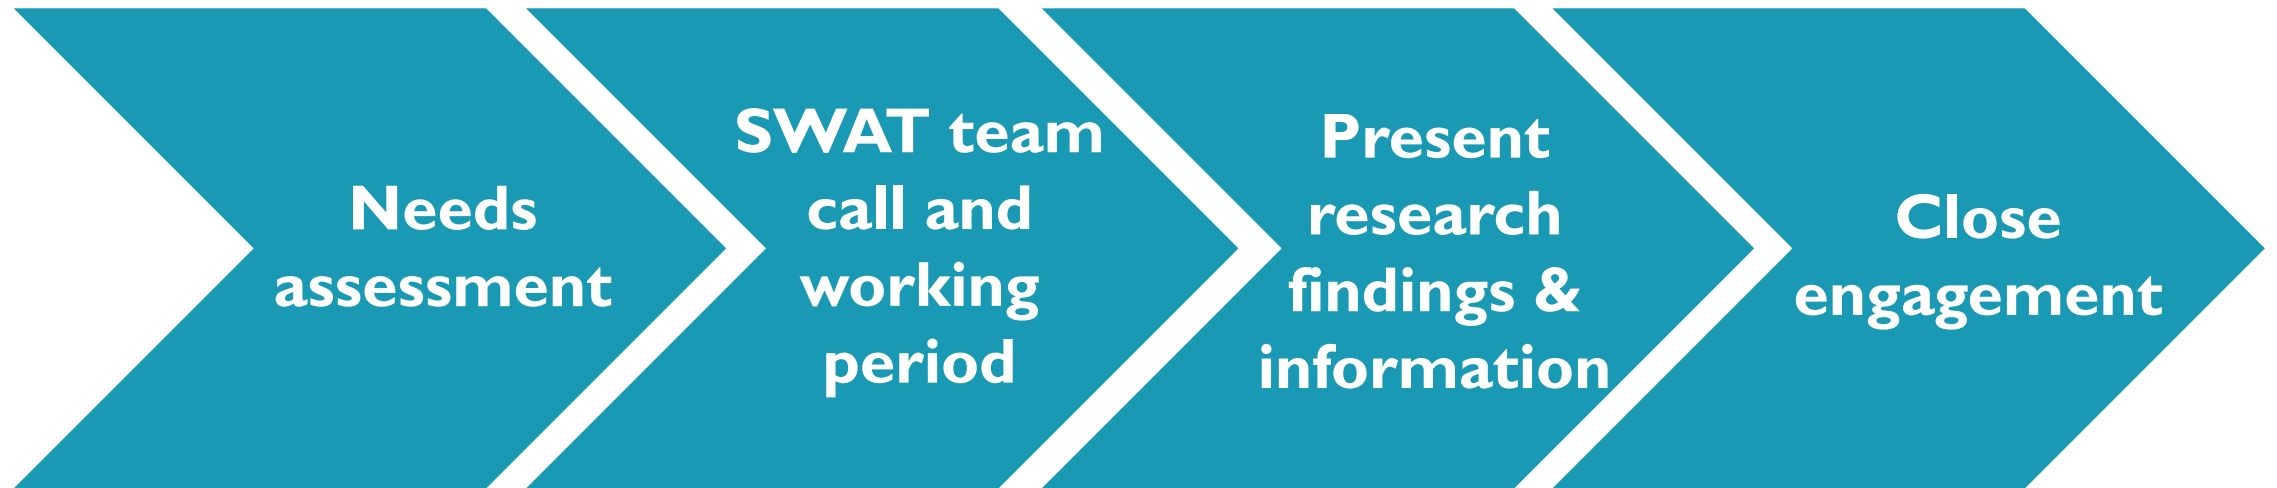 Needs
assessment
SWAT team
call and
working
period
Present
research
findings &
information
Close
engagement